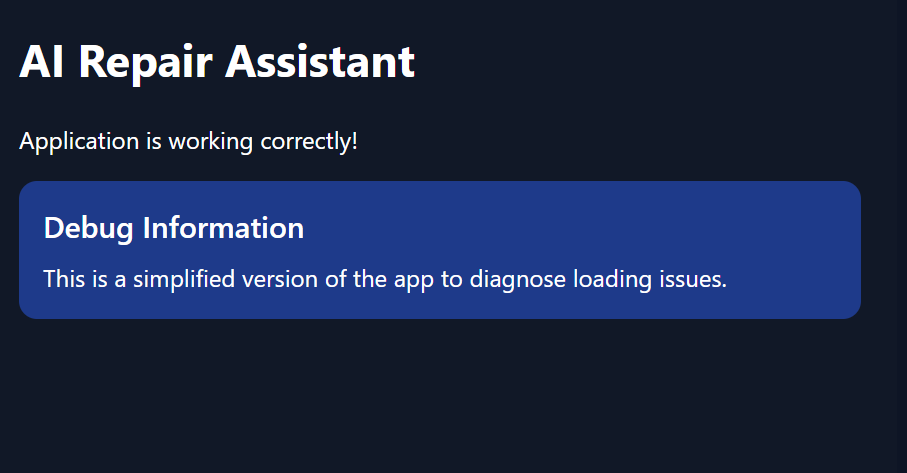 AI Repair Assistant
Application is working correctly!
Debug Information
This is a simplified version of the app to diagnose loading issues.